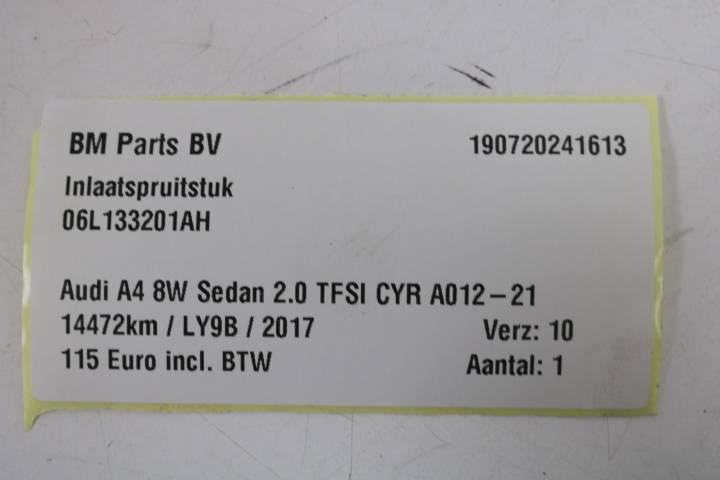 BM Parts BV 190720241613
Inlaatspruitstuk
06L133201AH
Audi A4 8W Sedan 2.0 TFSI CYR A012-21
14472km / LY9B / 2017 Verz: 10
115 Euro incl. BTW Aantal: 1